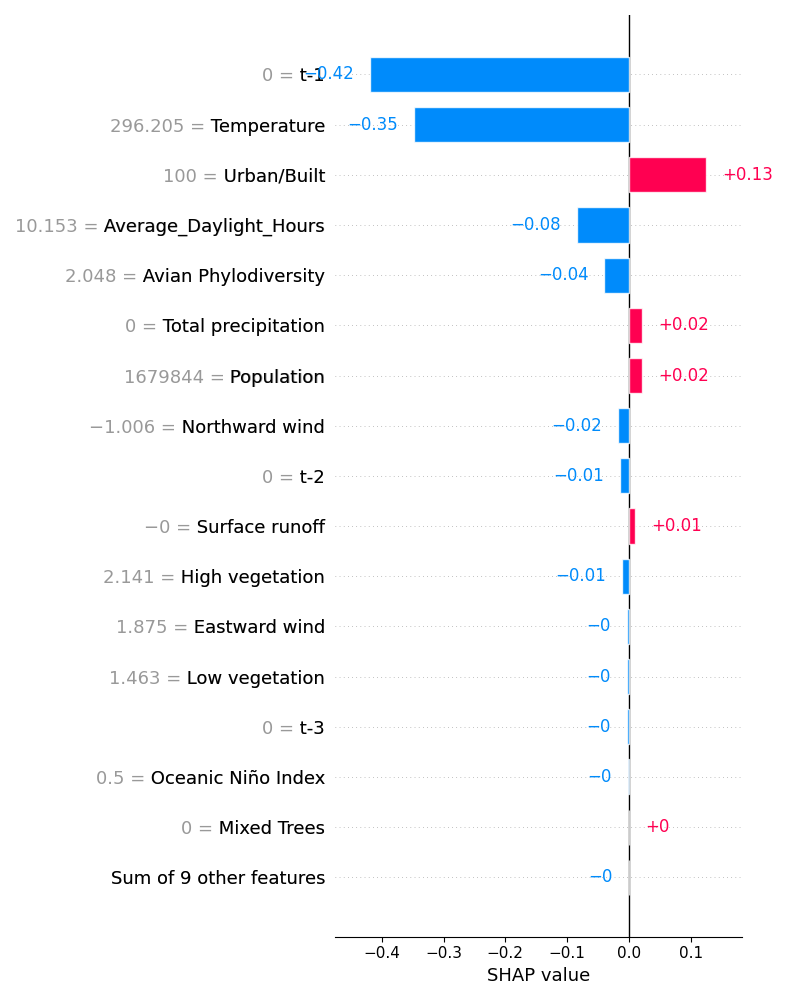 0 = t-1 −0.42
296.205 = Temperature −0.35
100 = Urban/Built +0.13
10.153 = Average_Daylight_Hours −0.08
2.048 = Avian Phylodiversity −0.04
0 = Total precipitation +0.02
1679844 = Population +0.02
−1.006 = Northward wind −0.02
0 = t-2 −0.01
−0 = Surface runoff +0.01
2.141 = High vegetation −0.01
1.875 = Eastward wind −0
1.463 = Low vegetation −0
0 = t-3 −0
0.5 = Oceanic Niño Index −0
0 = Mixed Trees +0
Sum of 9 other features −0
−0.4 −0.3 −0.2 −0.1 0.0 0.1
SHAP value